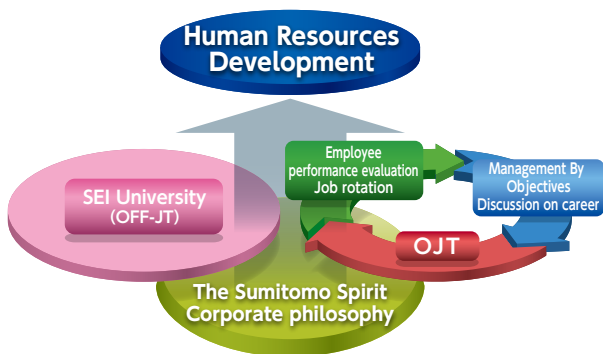 Human Resources
Development
Employee
performance evaluation
Job rotation
Management By
Objectives
Discussion on career
SEI University
(OFF-JT)
OJT
The Sumitomo Spirit
Corporate philosophy